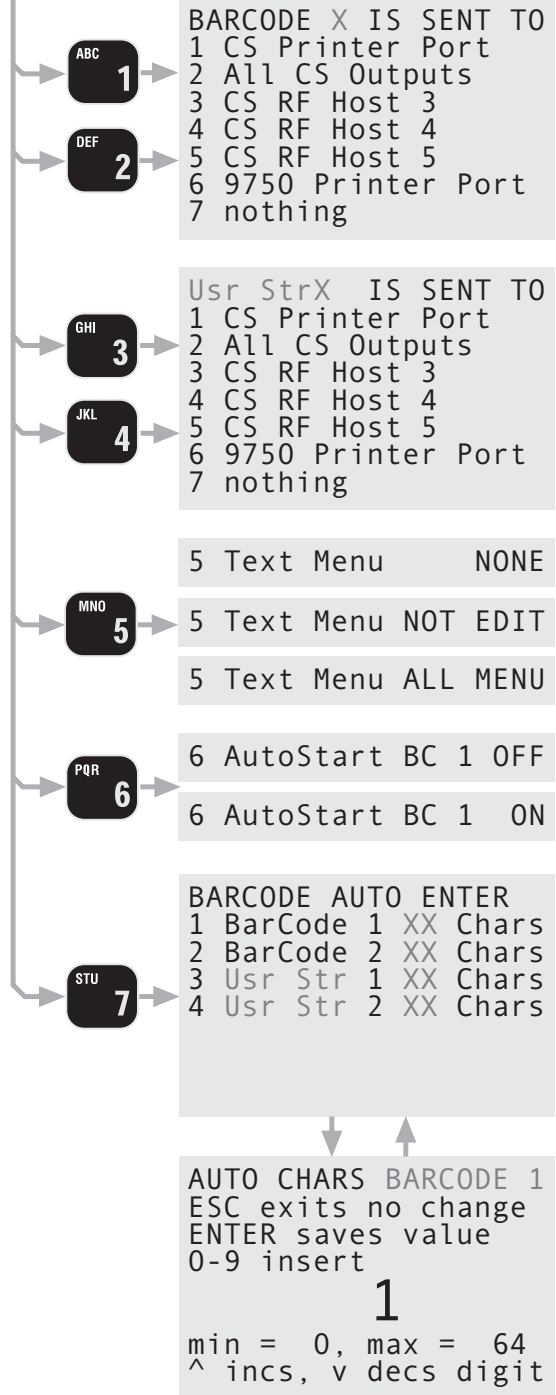 BARCODE X IS SENT TO
1 CS Printer Port
2 All CS Outputs
3 CS RF Host 3
4 CS RF Host 4
5 CS RF Host 5
6 9750 Printer Port
7 nothing
ABC 1
DEF 2
Usr StrX IS SENT TO
1 CS Printer Port
2 All CS Outputs
3 CS RF Host 3
4 CS RF Host 4
5 CS RF Host 5
6 9750 Printer Port
7 nothing
GHI 3
JKL 4
5 Text Menu NONE
MNO 5
5 Text Menu NOT EDIT
5 Text Menu ALL MENU
6 AutoStart BC 1 OFF
PQR 6
6 AutoStart BC 1 ON
BARCODE AUTO ENTER
1 BarCode 1 XX Chars
2 BarCode 2 XX Chars
3 Usr Str 1 XX Chars
4 Usr Str 2 XX Chars
STU 7
AUTO CHARS BARCODE 1
ESC exits no change
ENTER saves value
0-9 insert
1
min = 0, max = 64
^ incs, v decs digit